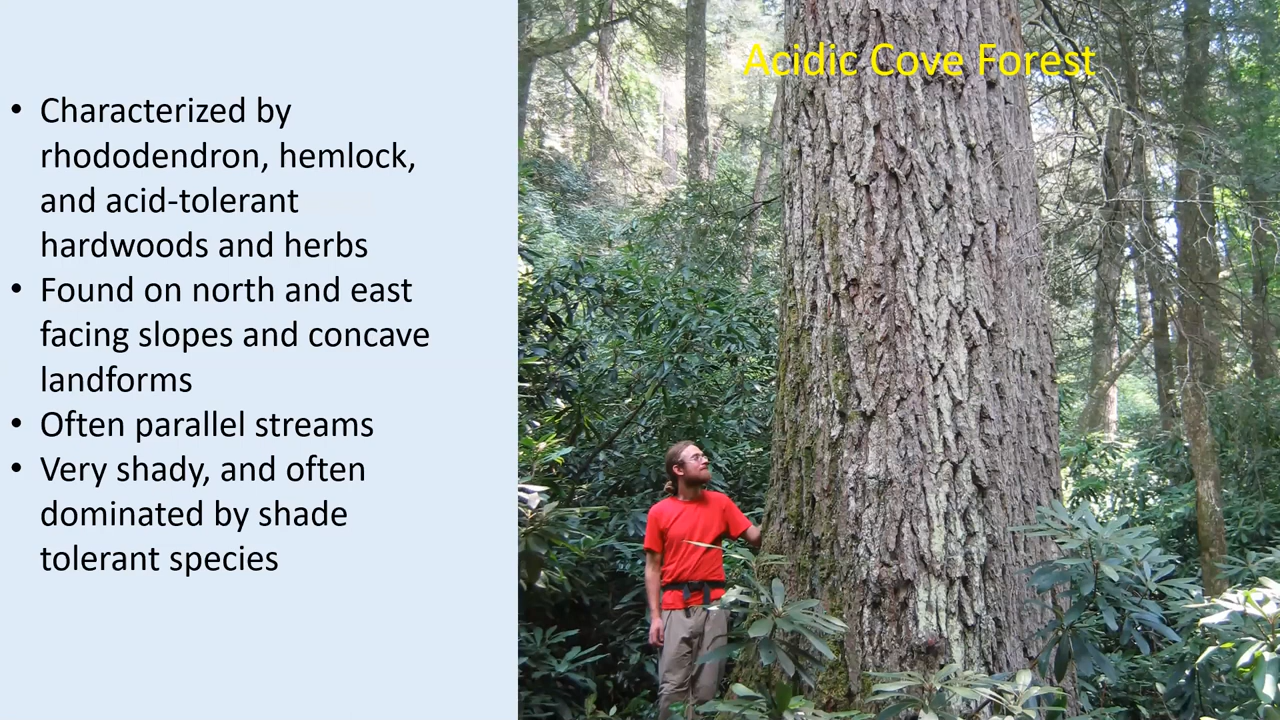 Acidic Cove Forest
• Characterized by
rhododendron, hemlock,
and acid-tolerant
hardwoods and herbs
• Found on north and east
facing slopes and concave
landforms
• Often parallel streams
• Very shady, and often
dominated by shade
tolerant species